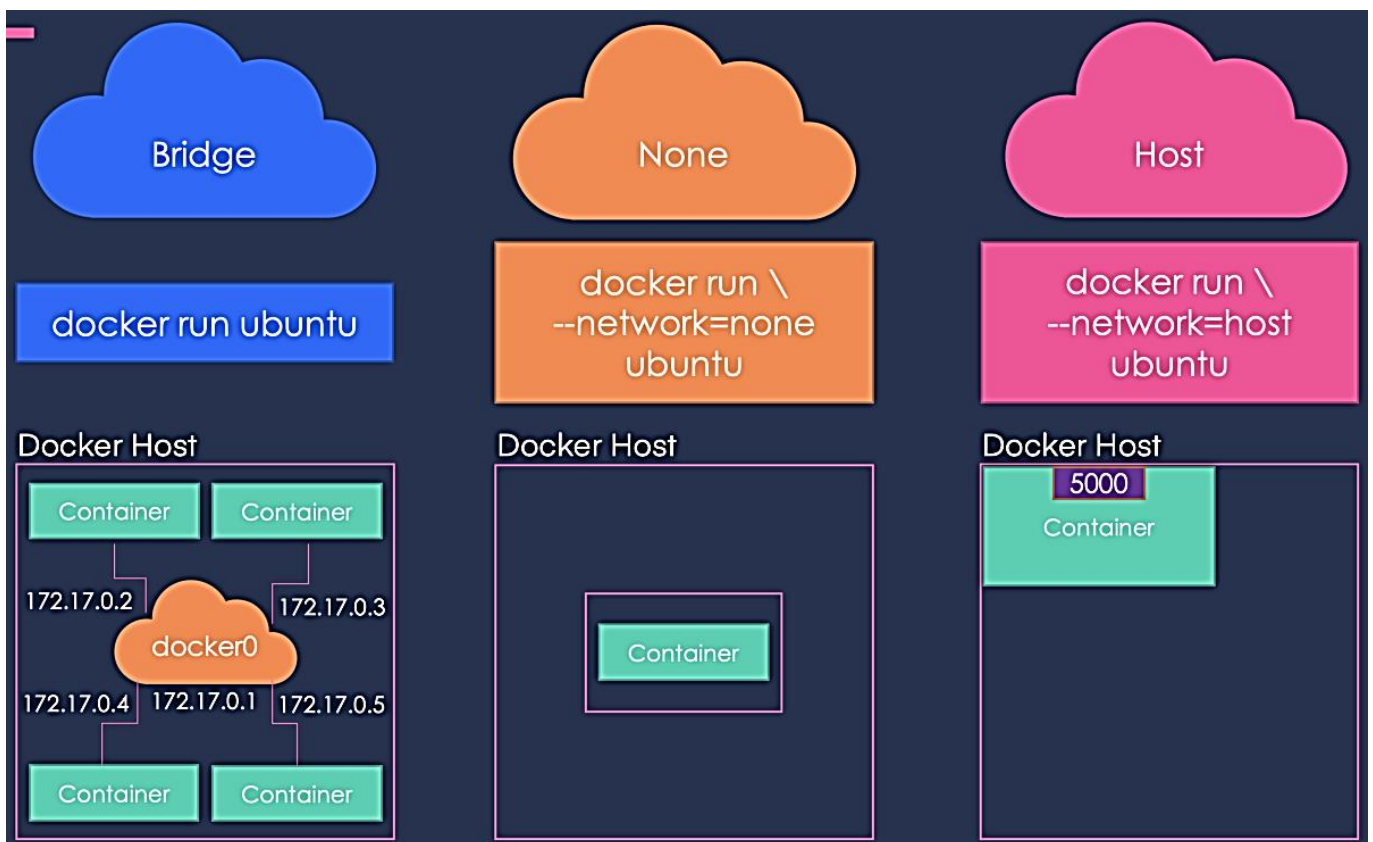 Bridge
None
Host
docker run ubuntu
docker run \
--network=none
ubuntu
docker run \
--network=host
ubuntu
Docker Host
Container
Container
172.17.0.2
172.17.0.3
docker0
172.17.0.4
172.17.0.1
172.17.0.5
Container
Container
Docker Host
Container
Docker Host
5000
Container